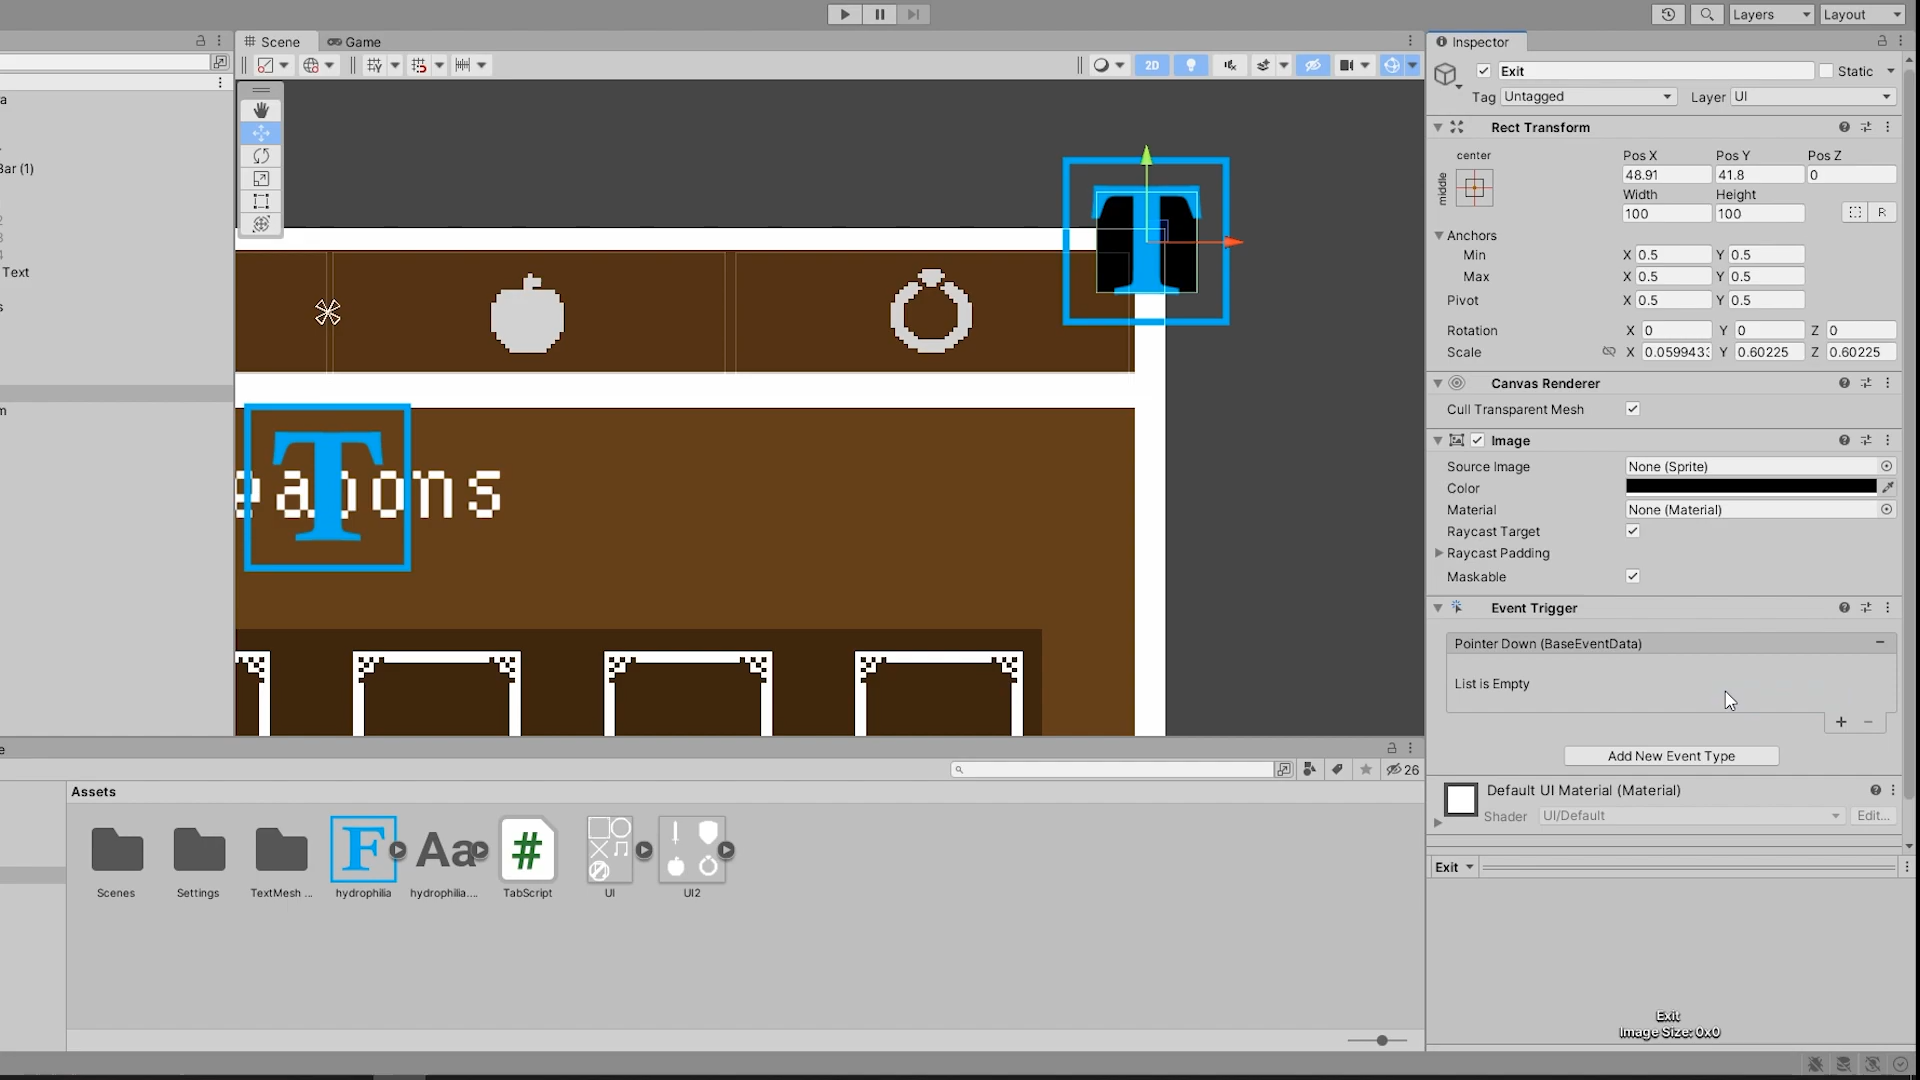 Layers
Layout
Scene
Game
2D
a
Bar (1)
2
3
4
Text
s
m
eapons
T
T
Inspector
Exit
Static
Tag Untagged
Layer UI
Rect Transform
center
middle
Pos X Pos Y Pos Z
48.91 41.8 0
Width Height
100 100
R
Anchors
Min X 0.5 Y 0.5
Max X 0.5 Y 0.5
Pivot X 0.5 Y 0.5
Rotation X 0 Y 0 Z 0
Scale X 0.059943 Y 0.60225 Z 0.60225
Canvas Renderer
Cull Transparent Mesh
Image
Source Image None (Sprite)
Color
Material None (Material)
Raycast Target
Raycast Padding
Maskable
Event Trigger
Pointer Down (BaseEventData)
List is Empty
Add New Event Type
Default UI Material (Material)
Shader UI/Default Edit...
Exit
Exit
Image Size: 0x0
e
26
Assets
F
Aa
#
Scenes
Settings
TextMesh ...
hydrophilia
hydrophilia....
TabScript
UI
UI2